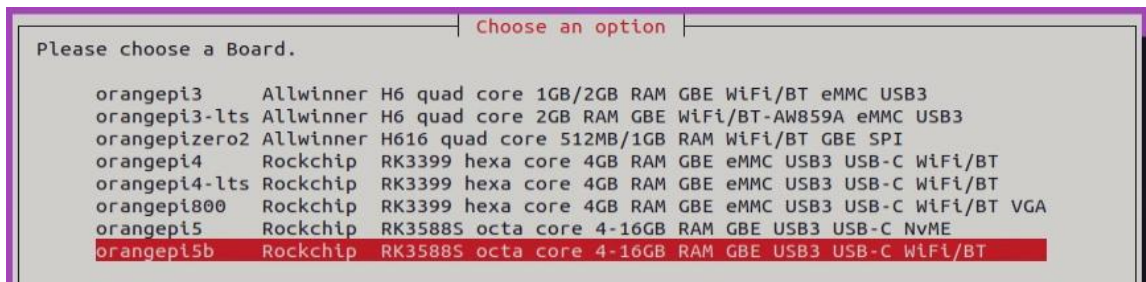 Choose an option
Please choose a Board.
orangepi3 Allwinner H6 quad core 1GB/2GB RAM GBE WiFi/BT eMMC USB3
orangepi3-lts Allwinner H6 quad core 2GB RAM GBE WiFi/BT-AW859A eMMC USB3
orangepizero2 Allwinner H616 quad core 512MB/1GB RAM WiFi/BT GBE SPI
orangepi4 Rockchip RK3399 hexa core 4GB RAM GBE eMMC USB3 USB-C WiFi/BT
orangepi4-lts Rockchip RK3399 hexa core 4GB RAM GBE eMMC USB3 USB-C WiFi/BT
orangepi800 Rockchip RK3399 hexa core 4GB RAM GBE eMMC USB3 USB-C WiFi/BT VGA
orangepi5 Rockchip RK3588S octa core 4-16GB RAM GBE USB3 USB-C NvME
orangepi5b Rockchip RK3588S octa core 4-16GB RAM GBE USB3 USB-C WiFi/BT